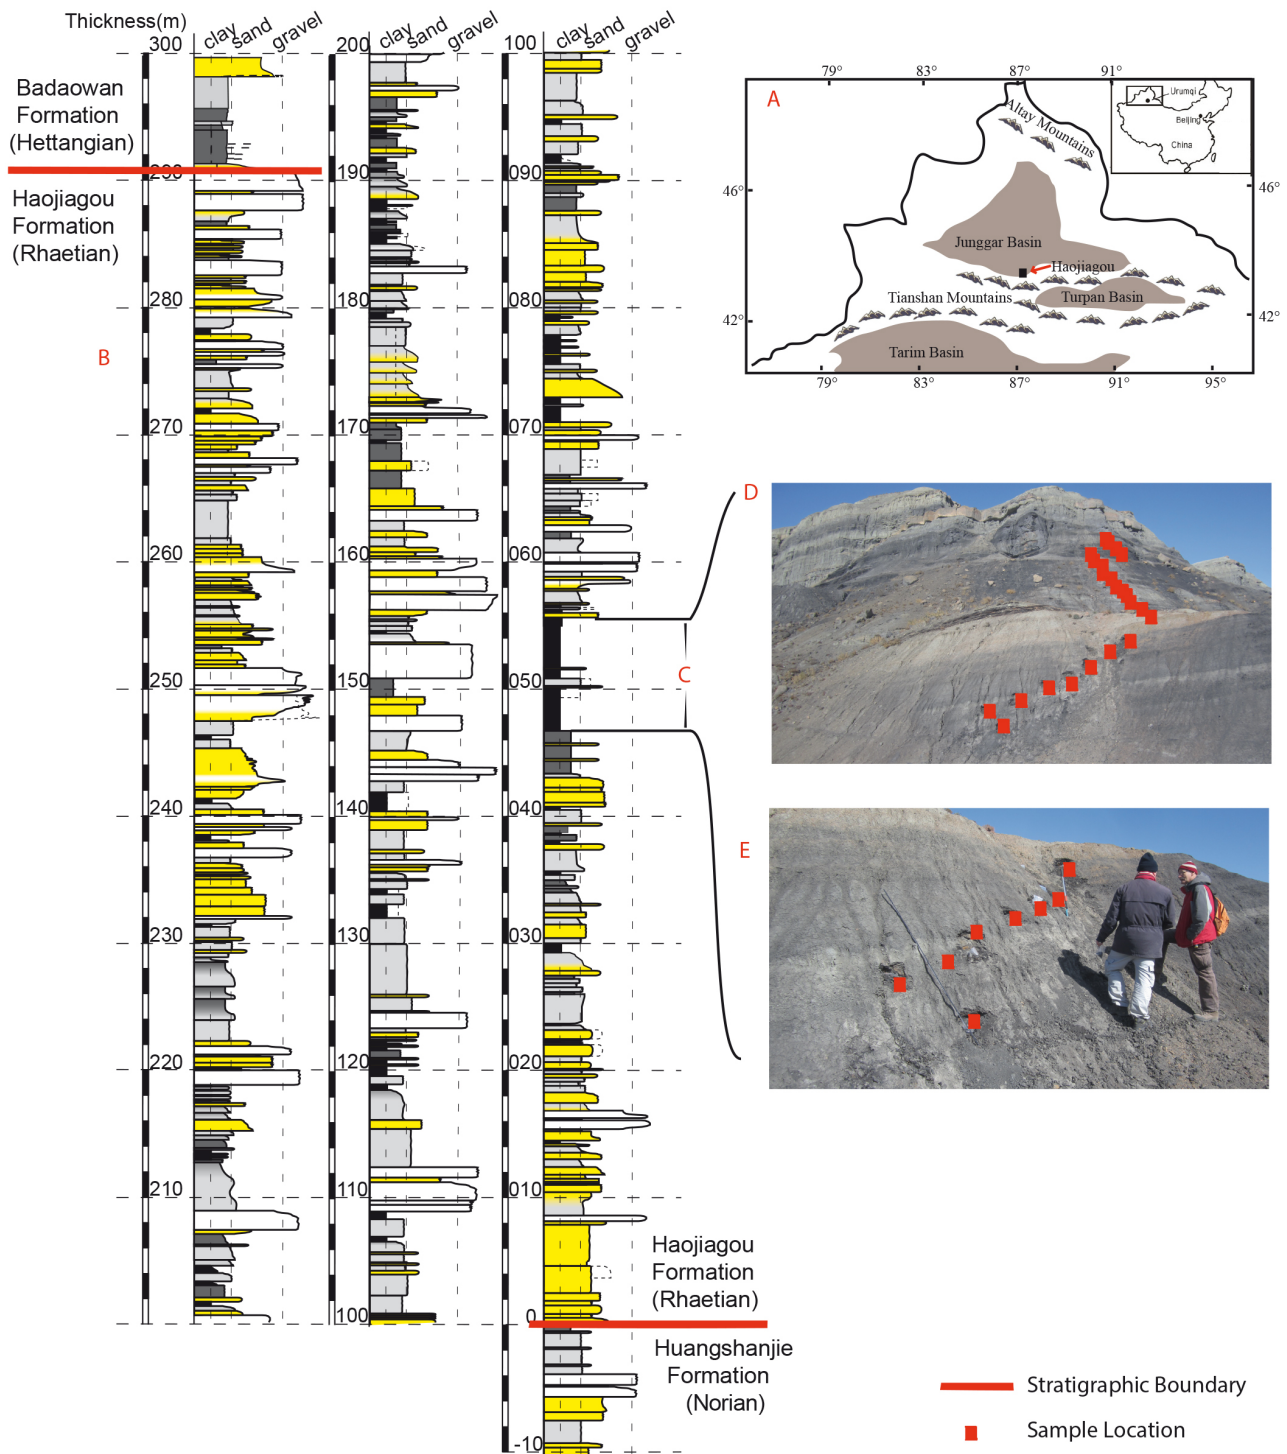 Thickness(m)
clay
sand
gravel
clay
sand
gravel
clay
sand
gravel
300
Badaowan
Formation
(Hettangian)
290
Haojiagou
Formation
(Rhaetian)
280
B
270
260
250
240
230
220
210
200
190
180
170
160
150
140
130
120
110
100
100
090
080
070
060
050
040
030
020
010
0
-10
Haojiagou
Formation
(Rhaetian)
Huangshanjie
Formation
(Norian)
C
A
79°
83°
87°
91°
46°
42°
46°
42°
79°
83°
87°
91°
95°
Altay Mountains
Junggar Basin
Haojiagou
Tianshan Mountains
Turpan Basin
Tarim Basin
Urumqi
Beijing
China
D
E
Stratigraphic Boundary
Sample Location